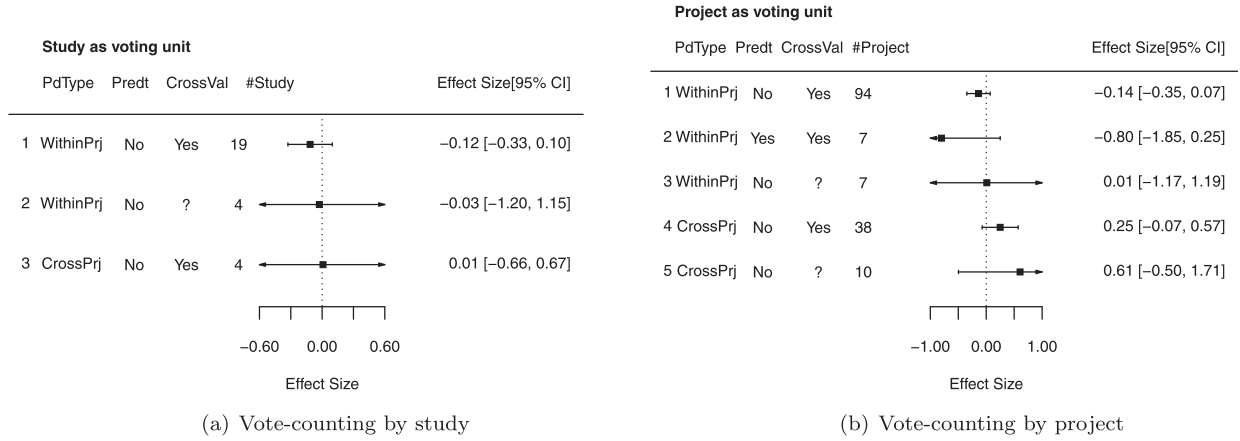 Study as voting unit
PdType Predt CrossVal #Study Effect Size[95% CI]
1 WithinPrj No Yes 19 −0.12 [−0.33, 0.10]
2 WithinPrj No ? 4 −0.03 [−1.20, 1.15]
3 CrossPrj No Yes 4 0.01 [−0.66, 0.67]
−0.60 0.00 0.60
Effect Size
(a) Vote-counting by study
Project as voting unit
PdType Predt CrossVal #Project Effect Size[95% CI]
1 WithinPrj No Yes 94 −0.14 [−0.35, 0.07]
2 WithinPrj Yes Yes 7 −0.80 [−1.85, 0.25]
3 WithinPrj No ? 7 0.01 [−1.17, 1.19]
4 CrossPrj No Yes 38 0.25 [−0.07, 0.57]
5 CrossPrj No ? 10 0.61 [−0.50, 1.71]
−1.00 0.00 1.00
Effect Size
(b) Vote-counting by project